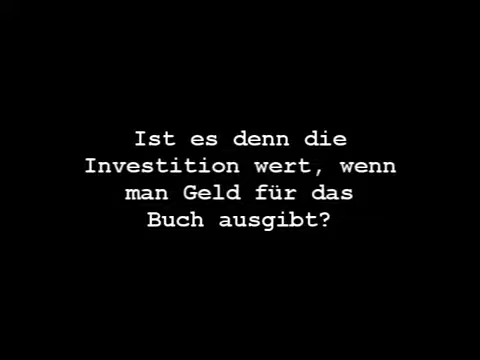 Ist es denn die
Investition wert, wenn
man Geld für das
Buch ausgibt?